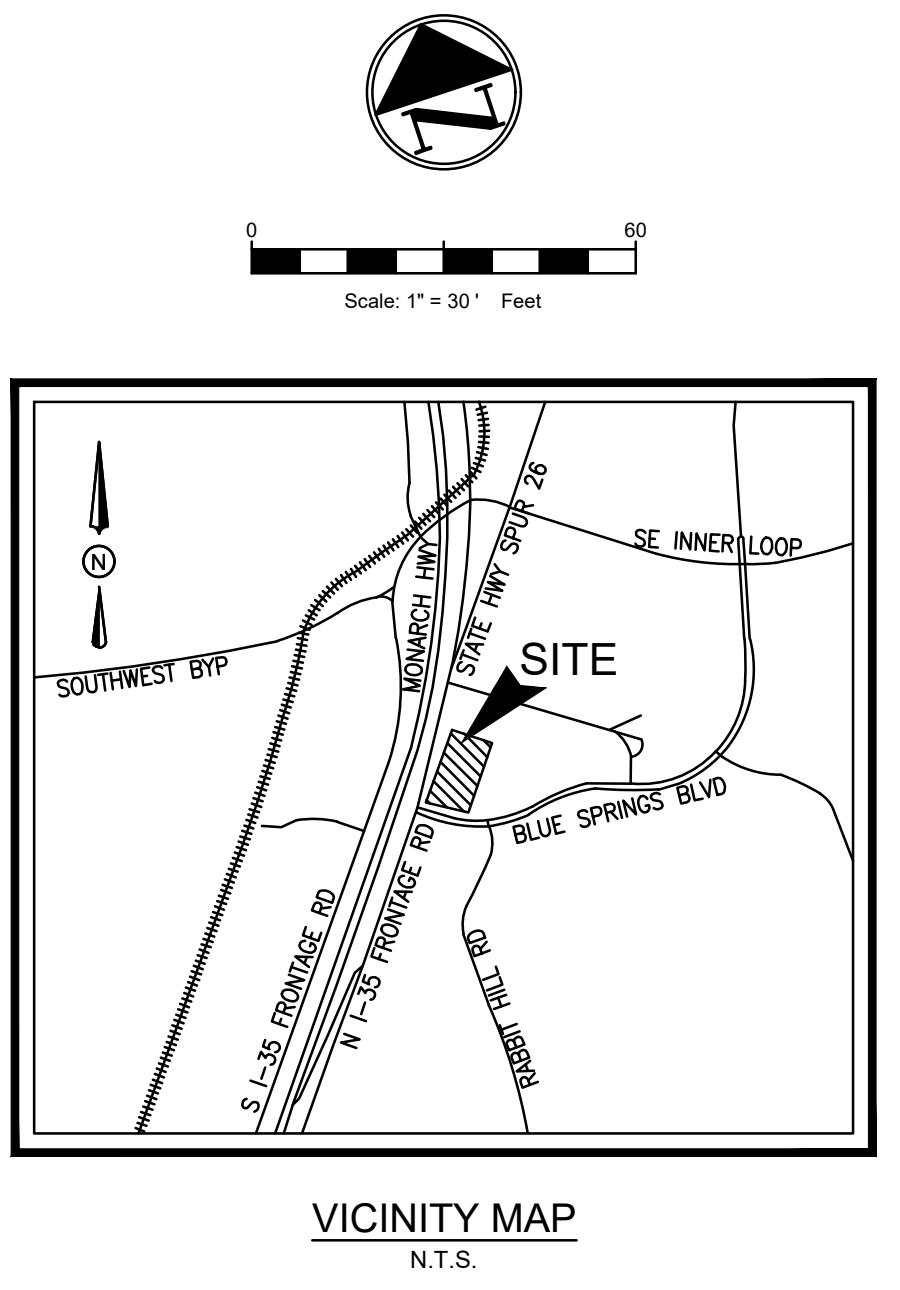 N
0 60
Scale: 1" = 30 ' Feet
STATE HWY SPUR 26
SE INNER LOOP
N
MONARCH HWY
SITE
SOUTHWEST BYP
BLUE SPRINGS BLVD
S I-35 FRONTAGE RD
N I-35 FRONTAGE RD
RABBIT HILL RD
VICINITY MAP
N.T.S.